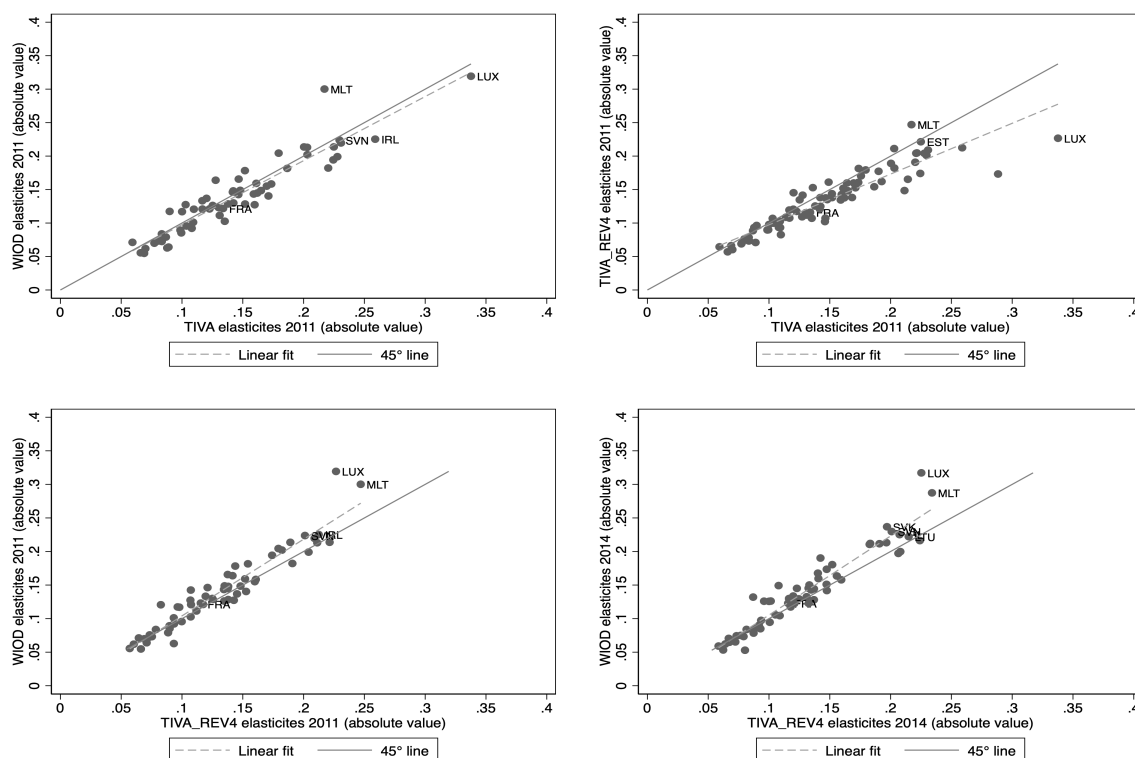 WIOD elasticites 2011 (absolute value)
.4
.35
.3
.25
.2
.15
.1
.05
0
LUX
MLT
SVN
IRL
FRA
0 .05 .1 .15 .2 .25 .3 .35 .4
TIVA elasticites 2011 (absolute value)
Linear fit 45° line
TIVA_REV4 elasticites 2011 (absolute value)
.4
.35
.3
.25
.2
.15
.1
.05
0
MLT
EST
LUX
FRA
0 .05 .1 .15 .2 .25 .3 .35 .4
TIVA elasticites 2011 (absolute value)
Linear fit 45° line
WIOD elasticites 2011 (absolute value)
.4
.35
.3
.25
.2
.15
.1
.05
0
LUX
MLT
FRA
0 .05 .1 .15 .2 .25 .3 .35 .4
TIVA_REV4 elasticites 2011 (absolute value)
Linear fit 45° line
WIOD elasticites 2014 (absolute value)
.4
.35
.3
.25
.2
.15
.1
.05
0
LUX
MLT
SVK
SVN
FRA
0 .05 .1 .15 .2 .25 .3 .35 .4
TIVA_REV4 elasticites 2014 (absolute value)
Linear fit 45° line